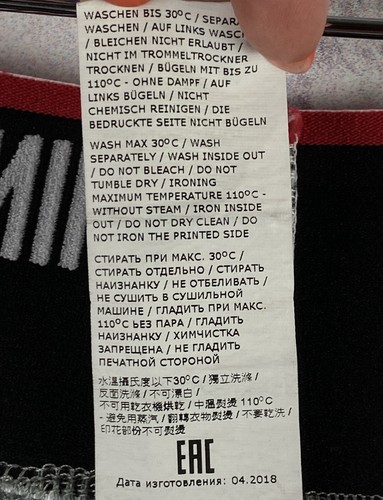 WASCHEN BIS 30°C / SEPARA
WASCHEN / AUF LINKS WASC
/ BLEICHEN NICHT ERLAUBT /
NICHT IM TROMMELTROCKNER
TROCKNEN / BÜGELN MIT BIS ZU
110°C - OHNE DAMPF / AUF
LINKS BÜGELN / NICHT
CHEMISCH REINIGEN / DIE
BEDRUCKTE SEITE NICHT BÜGELN
WASH MAX 30°C / WASH
SEPARATELY / WASH INSIDE OUT
/ DO NOT BLEACH / DO NOT
TUMBLE DRY / IRONING
MAXIMUM TEMPERATURE 110°C -
WITHOUT STEAM / IRON INSIDE
OUT / DO NOT DRY CLEAN / DO
NOT IRON THE PRINTED SIDE
СТИРАТЬ ПРИ МАКС. 30°C /
СТИРАТЬ ОТДЕЛЬНО / СТИРАТЬ
НАИЗНАНКУ / НЕ ОТБЕЛИВАТЬ/
НЕ СУШИТЬ В СУШИЛЬНОЙ
МАШИНЕ / ГЛАДИТЬ ПРИ МАКС.
110°C ЬЕЗ ПАРА / ГЛАДИТЬ
НАИЗНАНКУ / ХИМЧИСТКА
ЗАПРЕЩЕНА / НЕ ГЛАДИТЬ
ПЕЧАТНОЙ СТОРОНОЙ
水溫攝氏度以下30°C / 獨立洗滌 /
反面洗滌 / 不可漂白 /
不可用乾衣機烘乾 / 中溫熨燙 110°C
- 避免用蒸汽 / 翻轉衣物熨燙 / 不要乾洗 /
印花部份不可熨燙
EAC
Дата изготовления: 04.2018